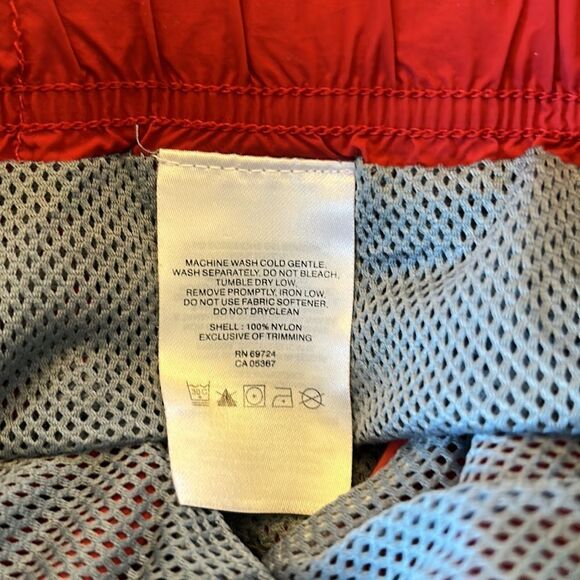 MACHINE WASH COLD GENTLE.
WASH SEPARATELY, DO NOT BLEACH,
TUMBLE DRY LOW,
REMOVE PROMPTLY, IRON LOW,
DO NOT USE FABRIC SOFTENER,
DO NOT DRYCLEAN
SHELL : 100% NYLON
EXCLUSIVE OF TRIMMING
RN 69724
CA 05367
30 C